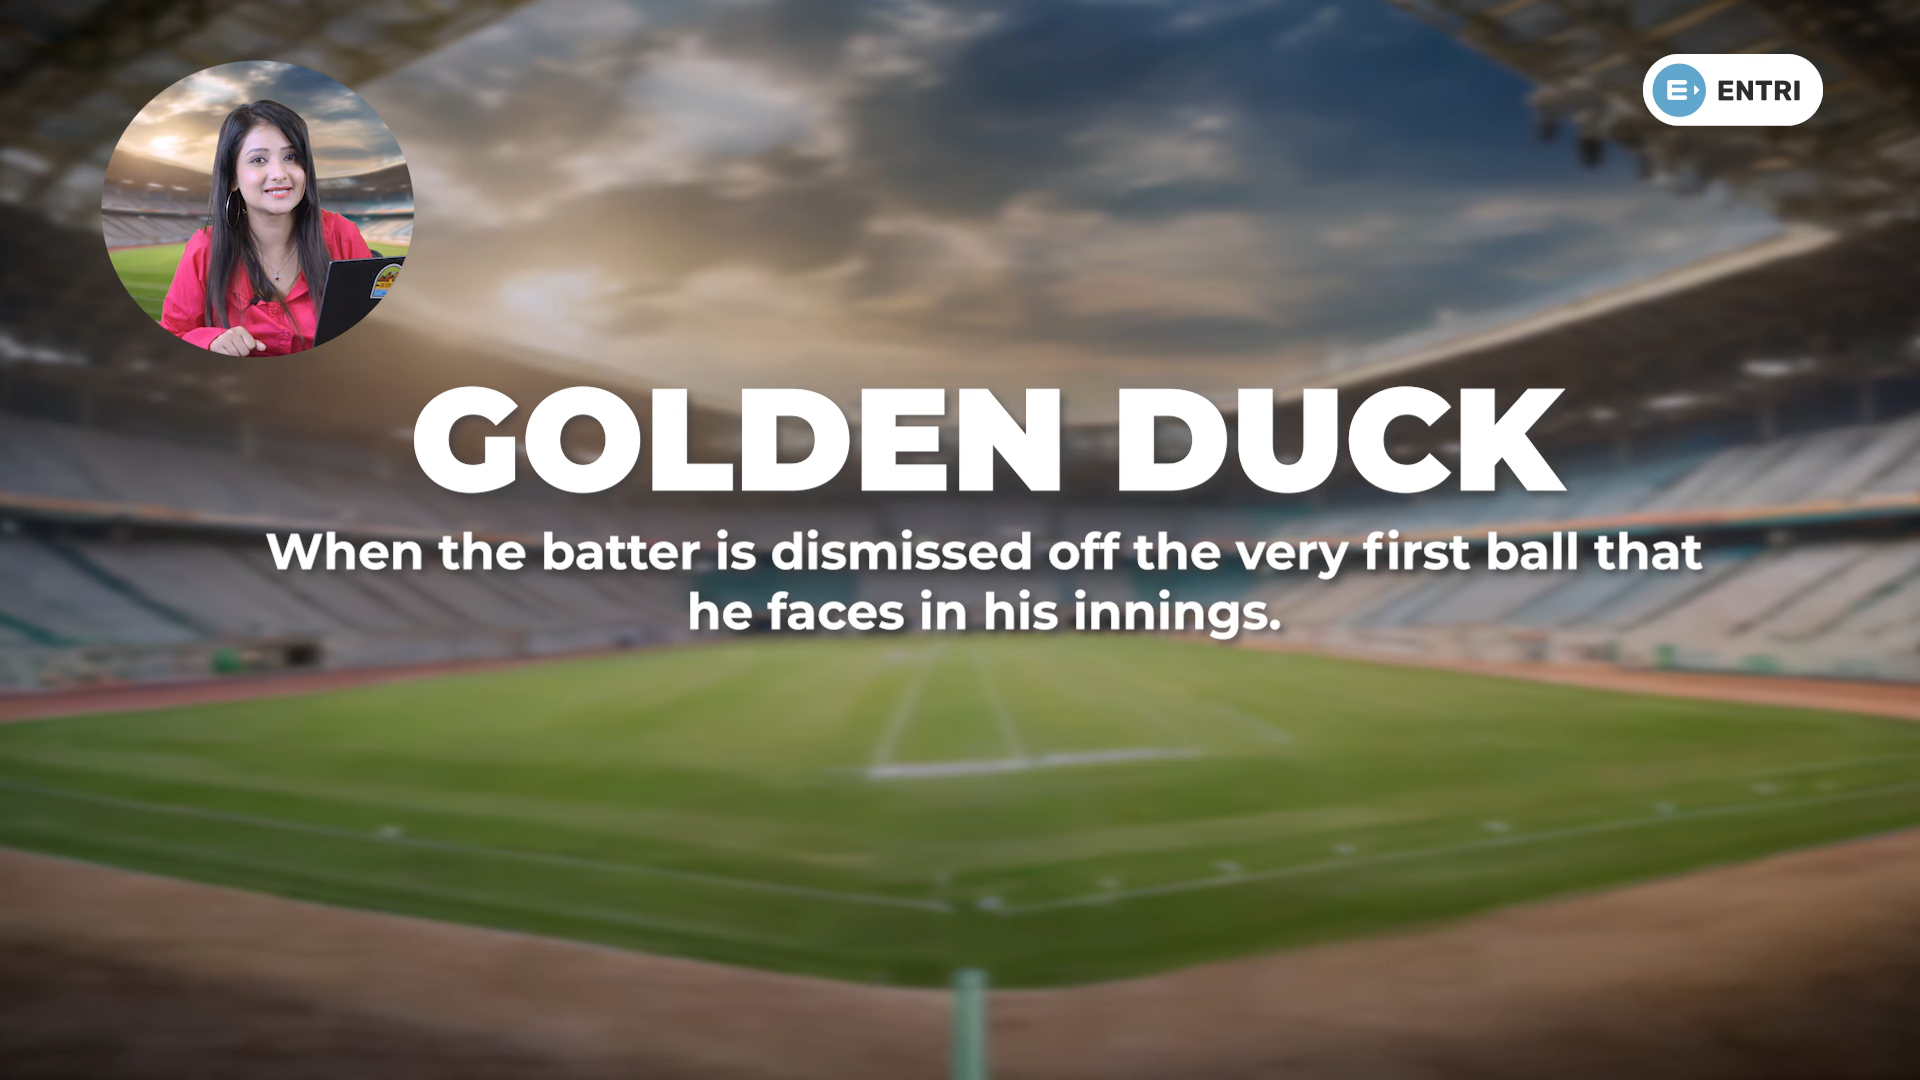 ENTRI
GOLDEN DUCK
When the batter is dismissed off the very first ball that
he faces in his innings.